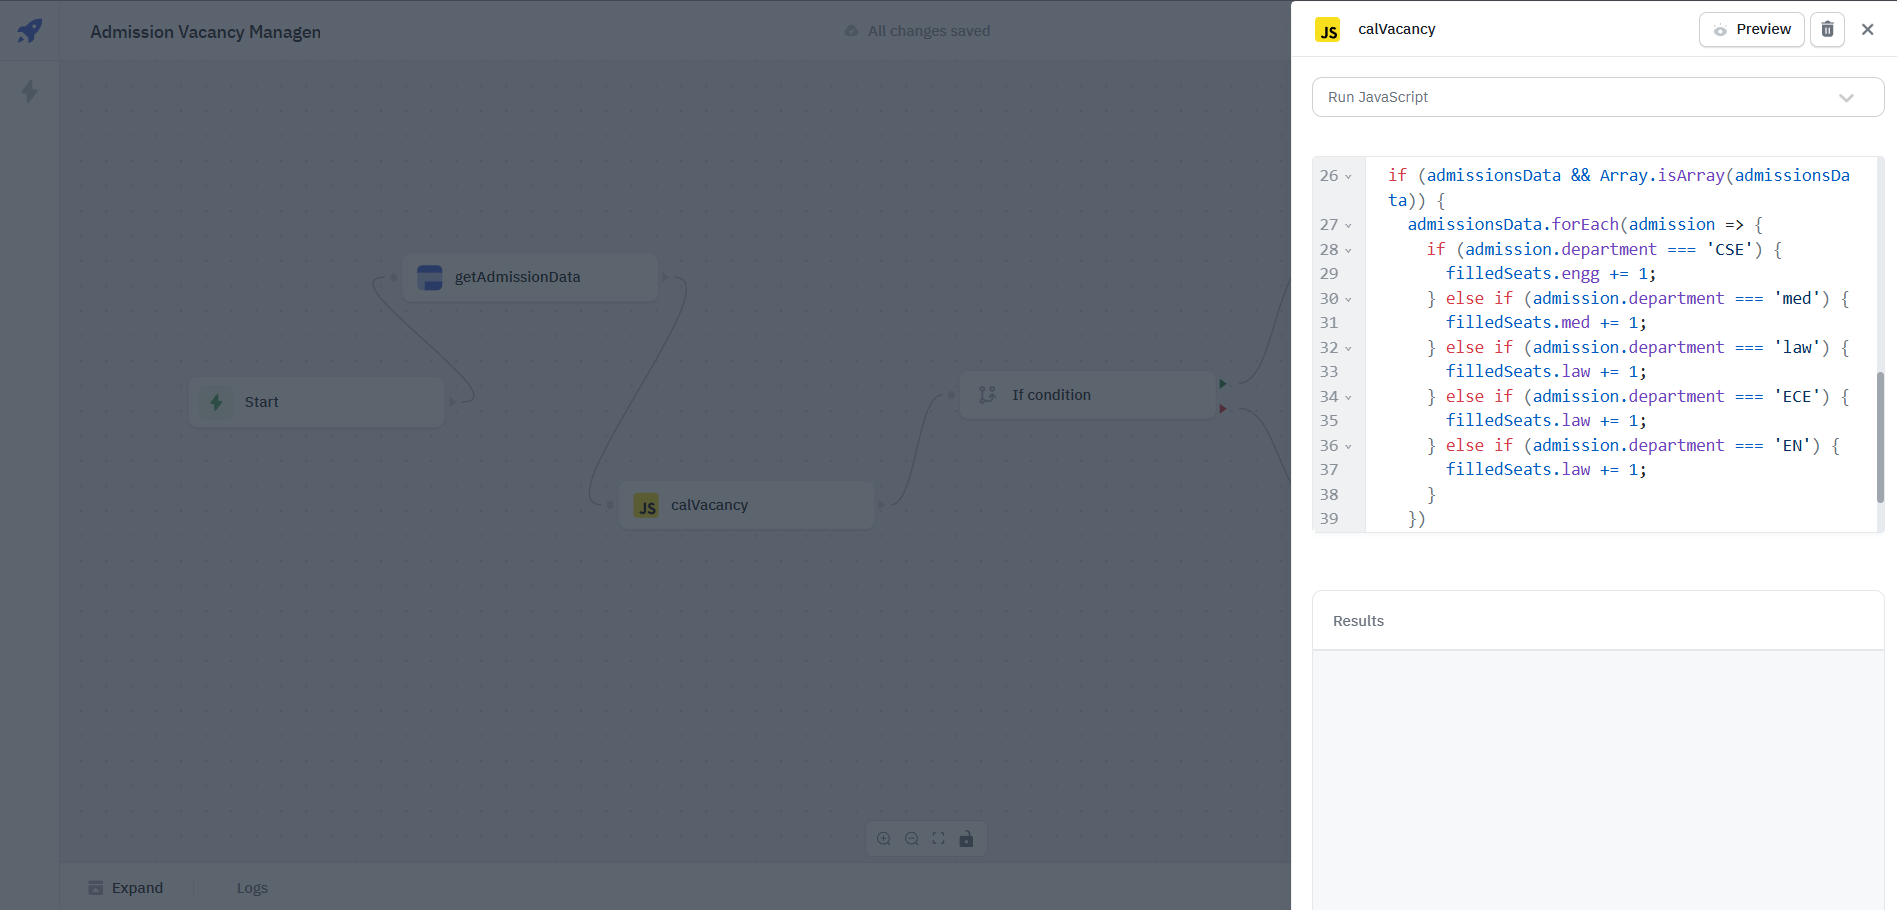 Admission Vacancy Managen
All changes saved
getAdmissionData
Start
If condition
JS calVacancy
Expand
Logs
JS calVacancy
Preview
Run JavaScript
26 if (admissionsData && Array.isArray(admissionsDa
ta)) {
27 admissionsData.forEach(admission => {
28 if (admission.department === 'CSE') {
29 filledSeats.engg += 1;
30 } else if (admission.department === 'med') {
31 filledSeats.med += 1;
32 } else if (admission.department === 'law') {
33 filledSeats.law += 1;
34 } else if (admission.department === 'ECE') {
35 filledSeats.law += 1;
36 } else if (admission.department === 'EN') {
37 filledSeats.law += 1;
38 }
39 })
Results